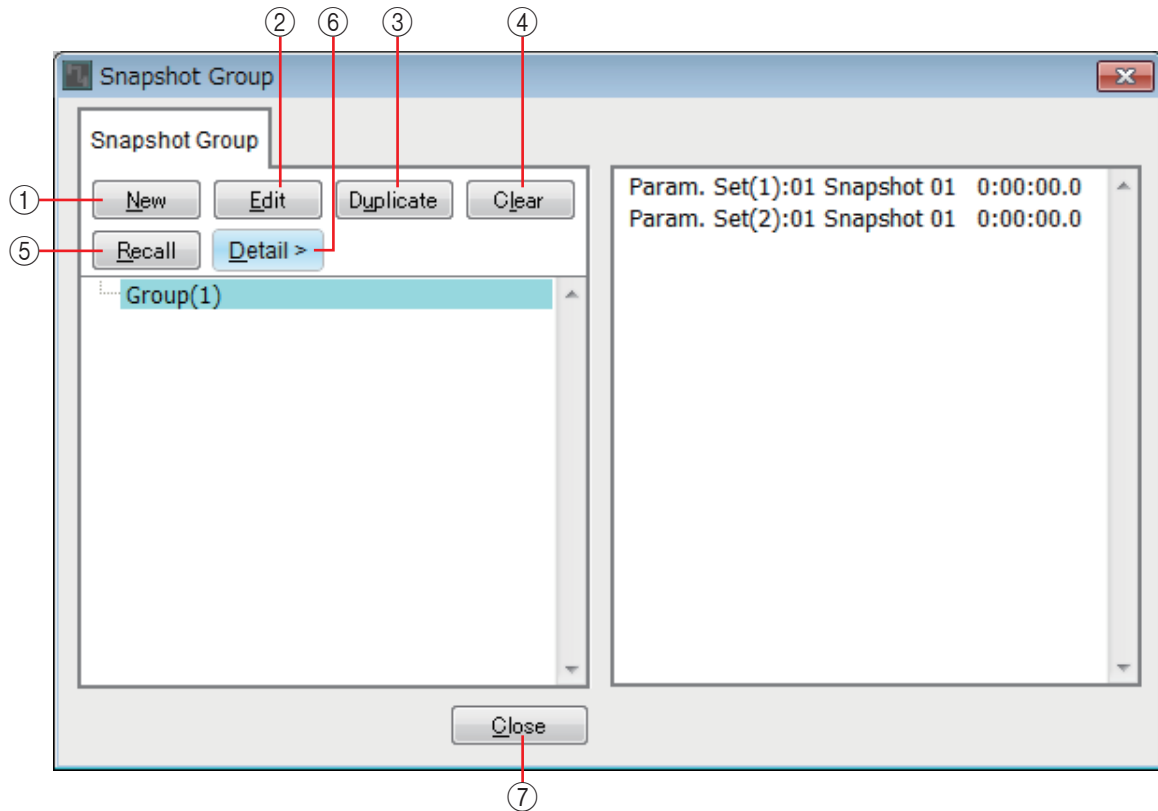 ② ⑥ ③ ④
Snapshot Group
Snapshot Group
① New Edit Duplicate Clear
⑤ Recall Detail >
Group(1)
Param. Set(1):01 Snapshot 01 0:00:00.0
Param. Set(2):01 Snapshot 01 0:00:00.0
Close
⑦